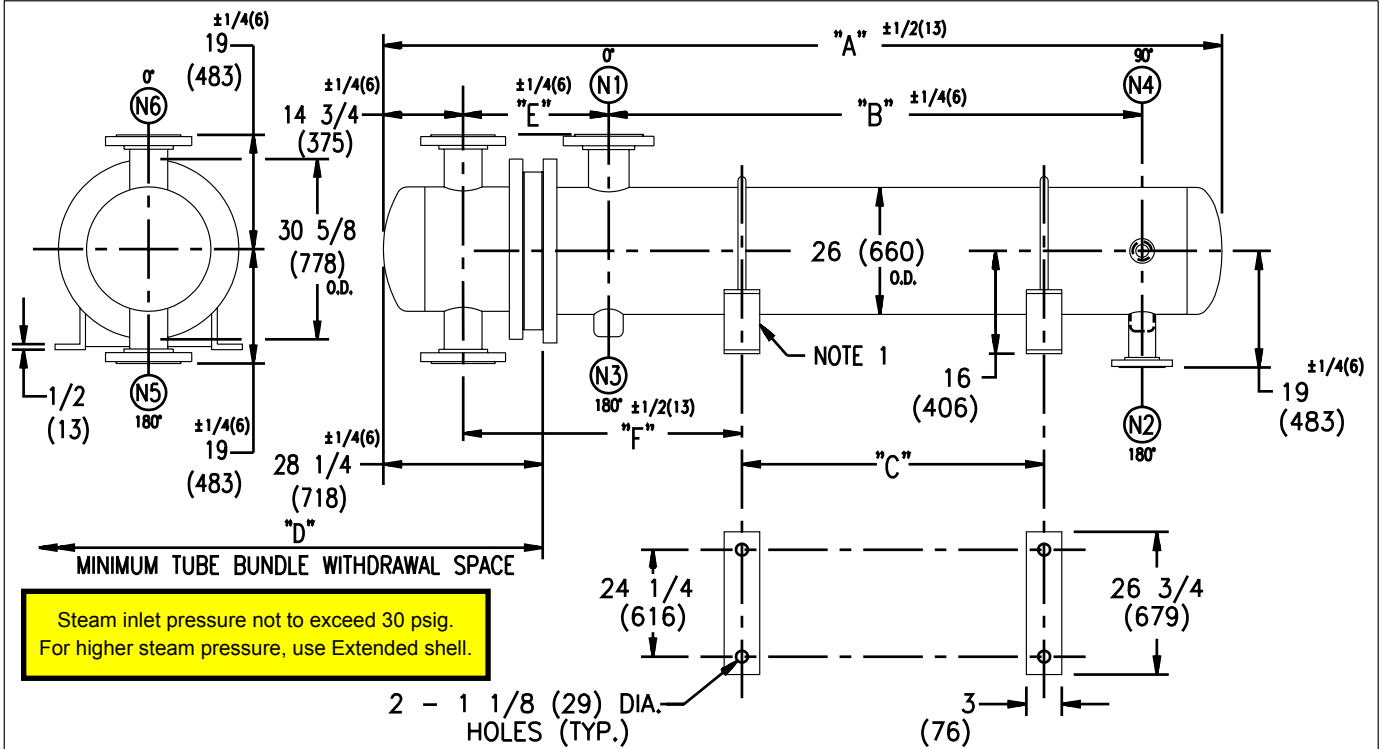 ±1/4(6)
19
(483)
0°
N6
30 5/8
(778)
O.D.
1/2
(13)
N5
180°
±1/4(6)
19
(483)
"A" ±1/2(13)
±1/4(6)
14 3/4
(375)
±1/4(6)
"E"
0°
N1
"B" ±1/4(6)
90°
N4
26 (660)
O.D.
NOTE 1
16
(406)
±1/4(6)
19
(483)
N3
180°
N2
180°
±1/2(13)
"F"
±1/4(6)
28 1/4
(718)
"C"
"D"
MINIMUM TUBE BUNDLE WITHDRAWAL SPACE
Steam inlet pressure not to exceed 30 psig.
For higher steam pressure, use Extended shell.
24 1/4
(616)
26 3/4
(679)
2 - 1 1/8 (29) DIA.
HOLES (TYP.)
3
(76)